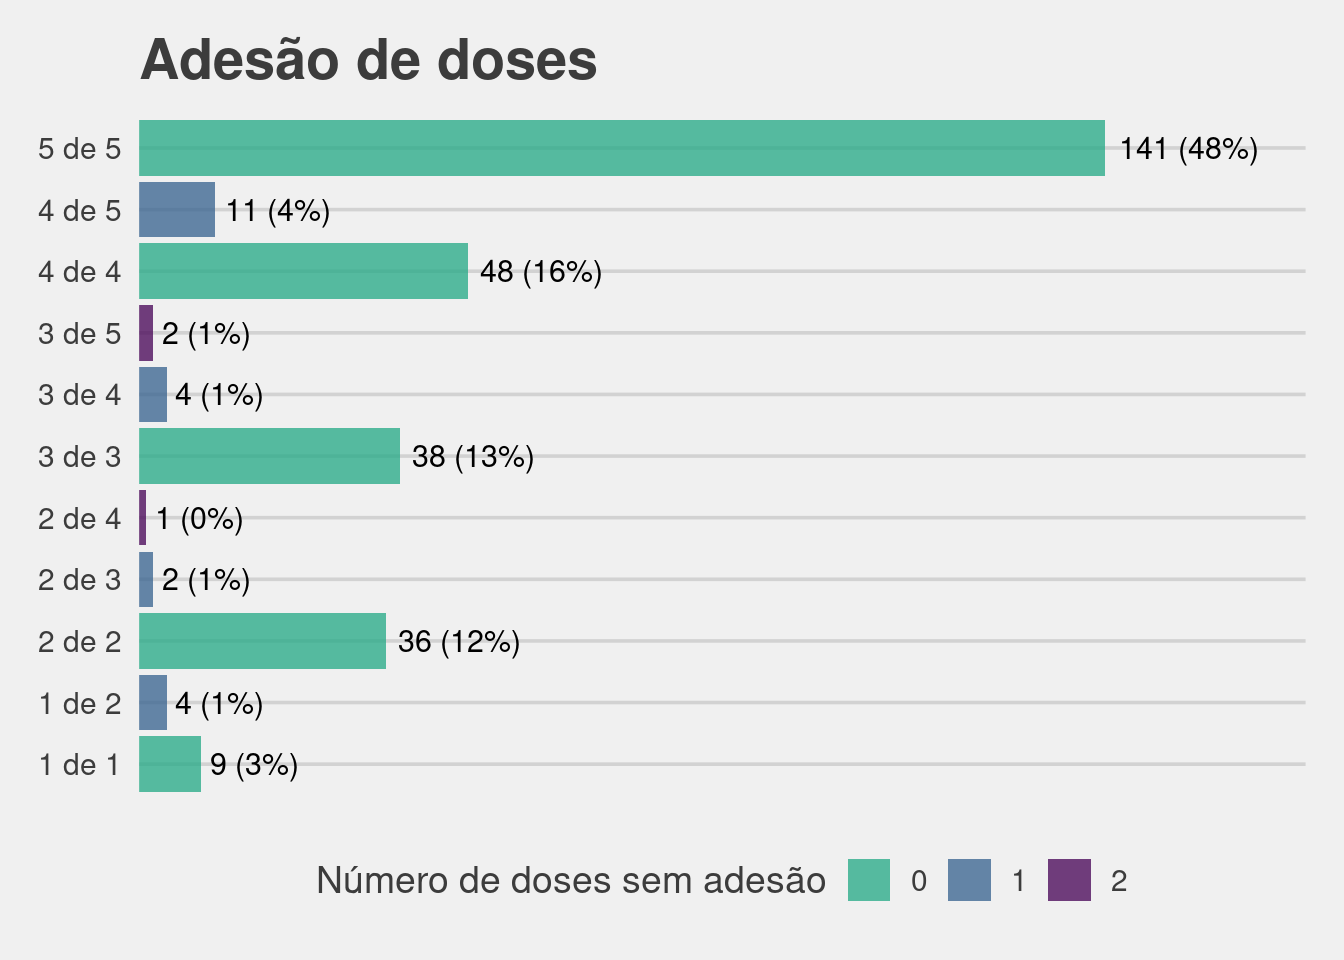 Adesão de doses
5 de 5 141 (48%)
4 de 5 11 (4%)
4 de 4 48 (16%)
3 de 5 2 (1%)
3 de 4 4 (1%)
3 de 3 38 (13%)
2 de 4 1 (0%)
2 de 3 2 (1%)
2 de 2 36 (12%)
1 de 2 4 (1%)
1 de 1 9 (3%)
Número de doses sem adesão 0 1 2